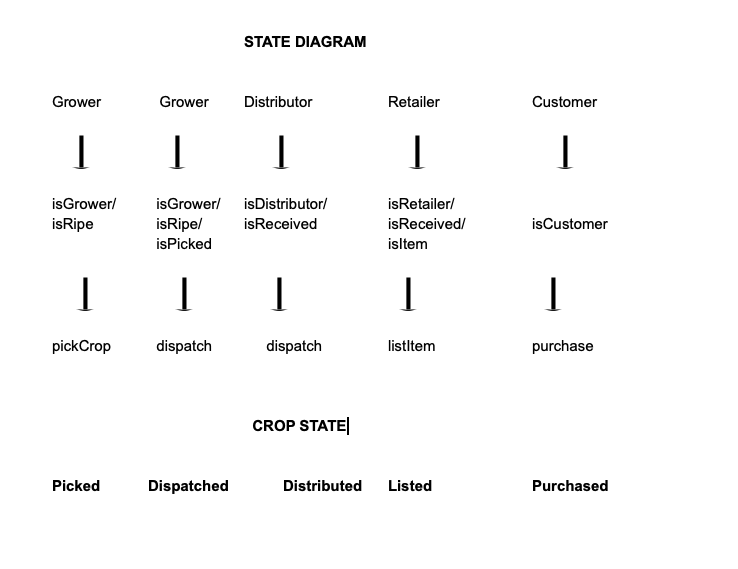 STATE DIAGRAM
Grower Grower Distributor Retailer Customer
isGrower/ isGrower/ isDistributor/ isRetailer/
isRipe isRipe/ isReceived isReceived/ isCustomer
isPicked isItem
pickCrop dispatch dispatch listItem purchase
CROP STATE
Picked Dispatched Distributed Listed Purchased